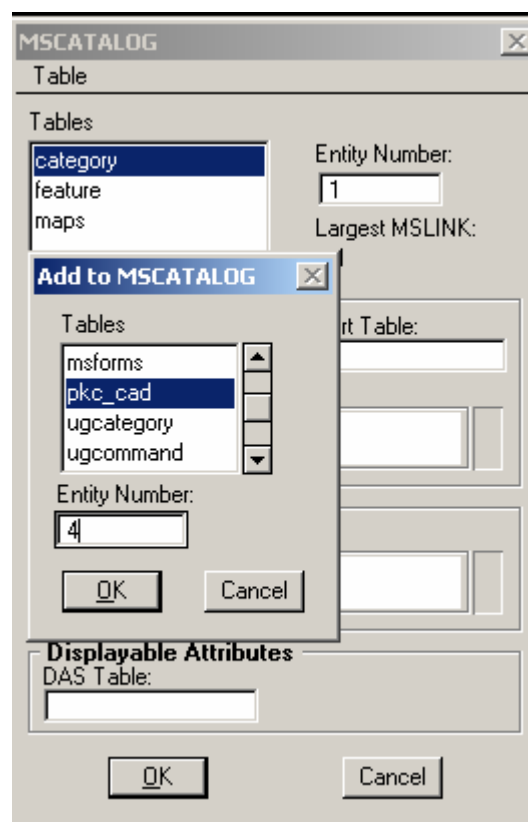 MSCATALOG
Table
Tables
category
feature
maps
Entity Number:
1
Largest MSLINK:
Add to MSCATALOG
Tables
msforms
pkc_cad
ugcategory
ugcommand
Entity Number:
4
OK
Cancel
rt Table:
Displayable Attributes
DAS Table:
OK
Cancel